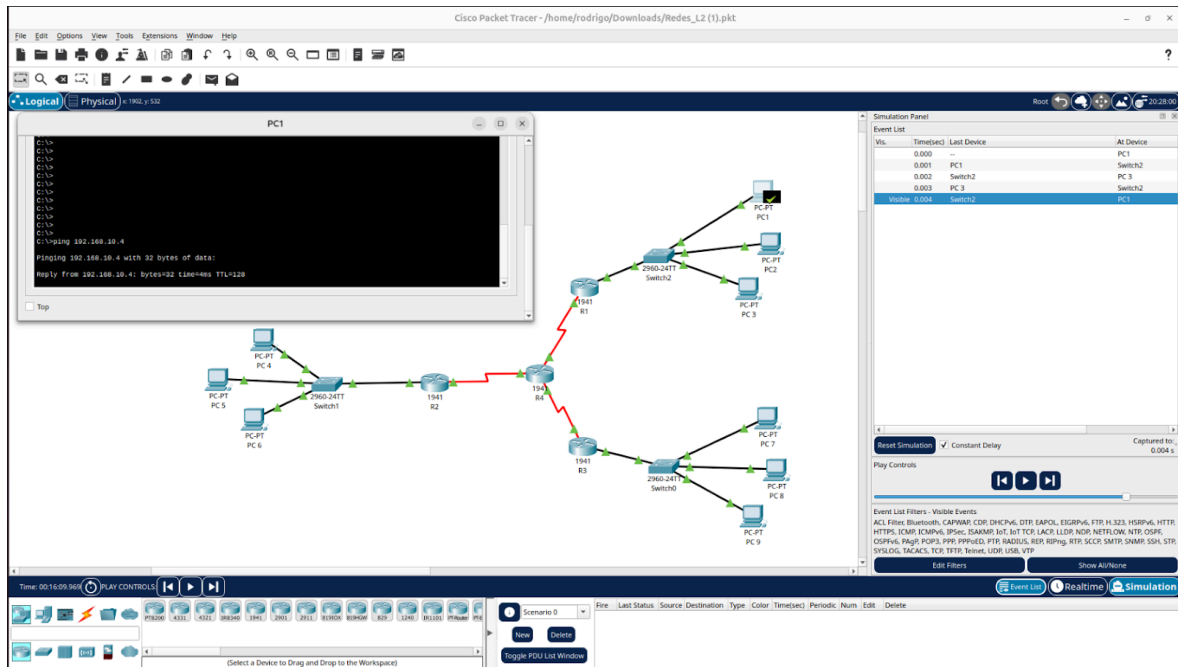 Cisco Packet Tracer - /home/rodrigo/Downloads/Redes_L2 (1).pkt
File Edit Options View Tools Extensions Window Help
?
Logical Physical x: 1902, y: 532
Root 20:28:00
PC1
C:\>
C:\>
C:\>
C:\>
C:\>
C:\>
C:\>
C:\>
C:\>
C:\>
C:\>
C:\>ping 192.168.10.4
Pinging 192.168.10.4 with 32 bytes of data:
Reply from 192.168.10.4: bytes=32 time=4ms TTL=128
Top
PC-PT
PC1
PC-PT
PC2
PC-PT
PC 3
2960-24TT
Switch2
1941
R1
PC-PT
PC 4
PC-PT
PC 5
PC-PT
PC 6
2960-24TT
Switch1
1941
R2
1941
R4
1941
R3
2960-24TT
Switch0
PC-PT
PC 7
PC-PT
PC 8
PC-PT
PC 9
Simulation Panel
Event List
Vis. Time(sec) Last Device At Device
0.000 -- PC1
0.001 PC1 Switch2
0.002 Switch2 PC 3
0.003 PC 3 Switch2
Visible 0.004 Switch2 PC1
Reset Simulation Constant Delay Captured to:
0.004 s
Play Controls
Event List Filters - Visible Events
ACL Filter, Bluetooth, CAPWAP, CDP, DHCPv6, DTP, EAPOL, EIGRPv6, FTP, H.323, HSRPv6, HTTP,
HTTPS, ICMP, ICMPv6, IPSec, ISAKMP, IoT, IoT TCP, LACP, LLDP, NDP, NETFLOW, NTP, OSPF,
OSPFv6, PAgP, POP3, PPP, PPPoED, PTP, RADIUS, REP, RIPng, RTP, SCCP, SMTP, SNMP, SSH, STP,
SYSLOG, TACACS, TCP, TFTP, Telnet, UDP, USB, VTP
Edit Filters Show All/None
Time: 00:16:09.969 PLAY CONTROLS:
Event List Realtime Simulation
PT8200 4331 4321 IR8340 1941 2901 2911 819IOX 819HGW 829 1240 IR1101 PTRouter
(Select a Device to Drag and Drop to the Workspace)
Scenario 0
New Delete
Toggle PDU List Window
Fire Last Status Source Destination Type Color Time(sec) Periodic Num Edit Delete